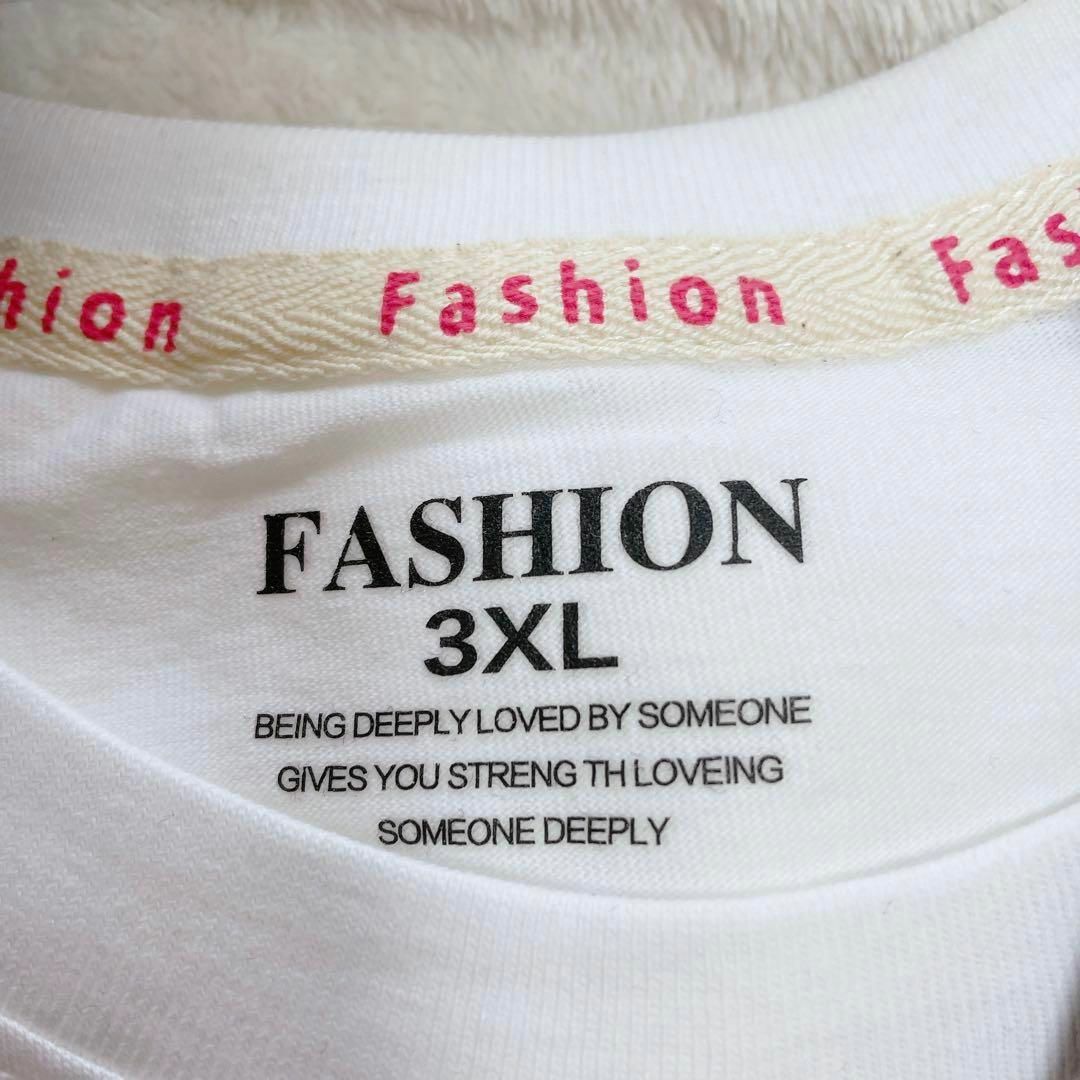 hion Fashion Fas
FASHION
3XL
BEING DEEPLY LOVED BY SOMEONE
GIVES YOU STRENG TH LOVEING
SOMEONE DEEPLY